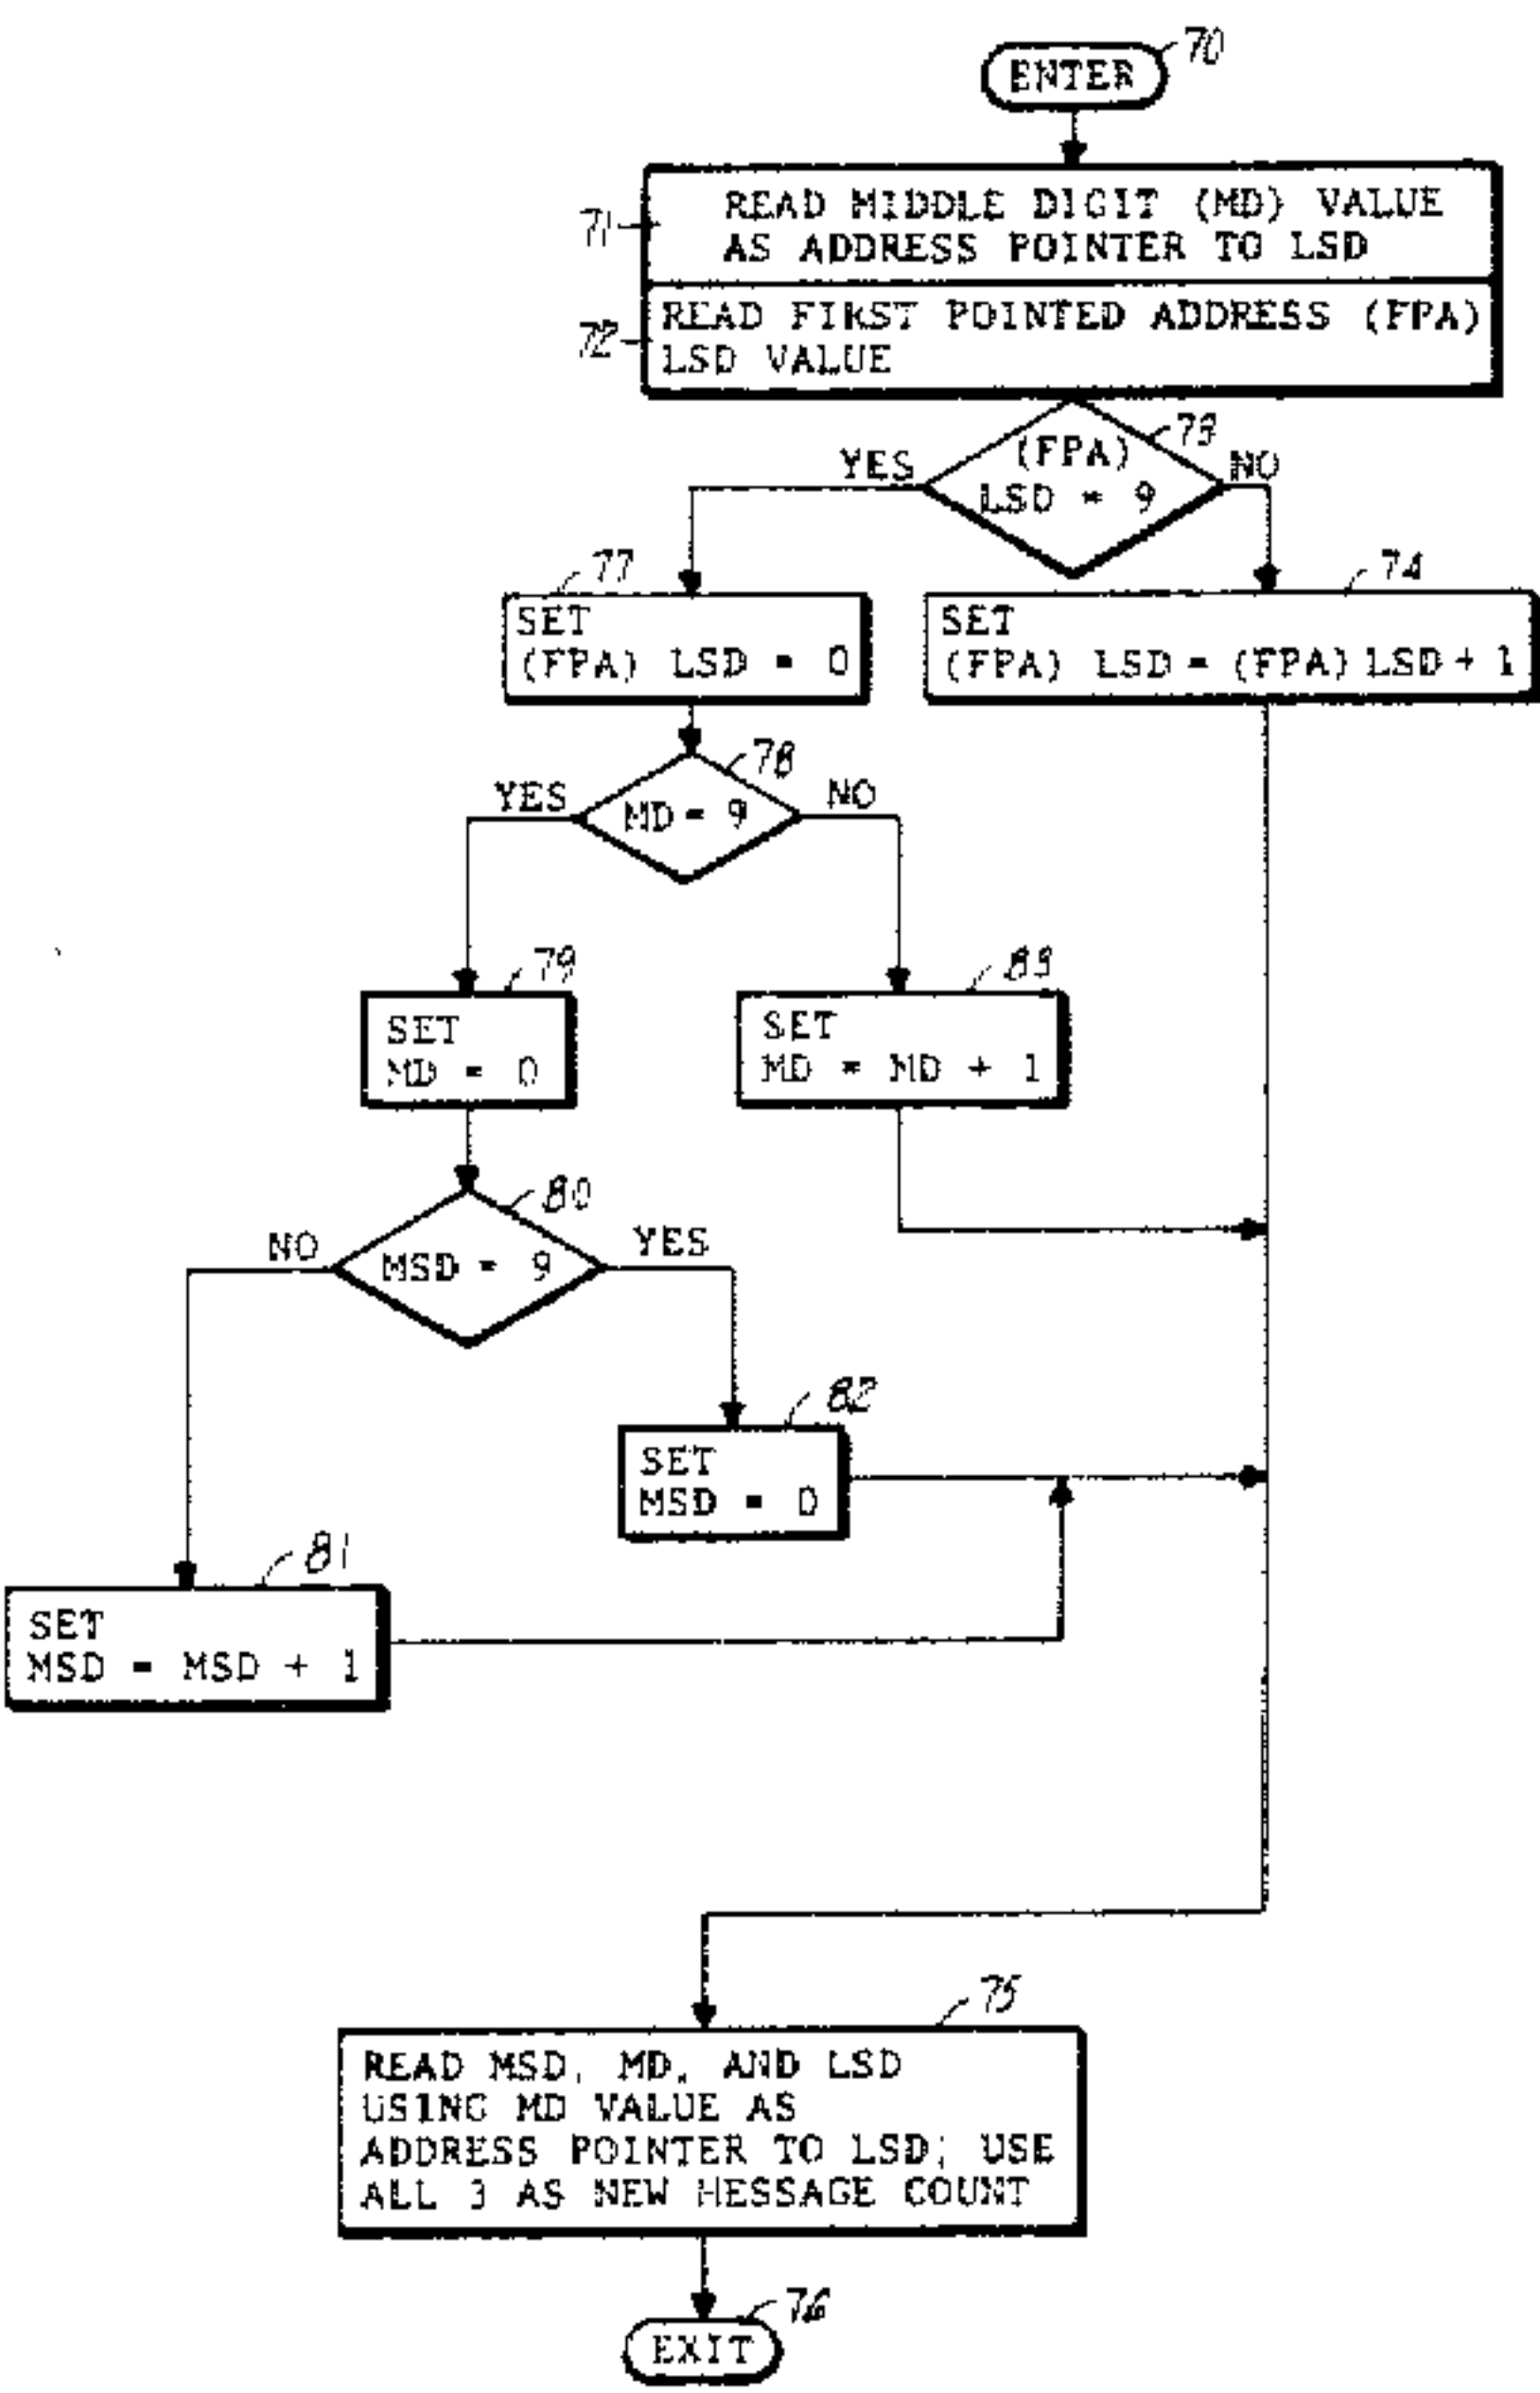 70
ENTER
71
READ MIDDLE DIGIT (MD) VALUE
AS ADDRESS POINTER TO LSD
72
READ FIRST POINTED ADDRESS (FPA)
LSD VALUE
73
YES
(FPA)
LSD = 9
NO
77
SET
(FPA) LSD = 0
74
SET
(FPA) LSD = (FPA) LSD + 1
78
YES
MD = 9
NO
79
SET
MD = 0
83
SET
MD = MD + 1
80
NO
MSD = 9
YES
82
SET
MSD = 0
81
SET
MSD = MSD + 1
75
READ MSD, MD, AND LSD
USING MD VALUE AS
ADDRESS POINTER TO LSD; USE
ALL 3 AS NEW MESSAGE COUNT
76
EXIT